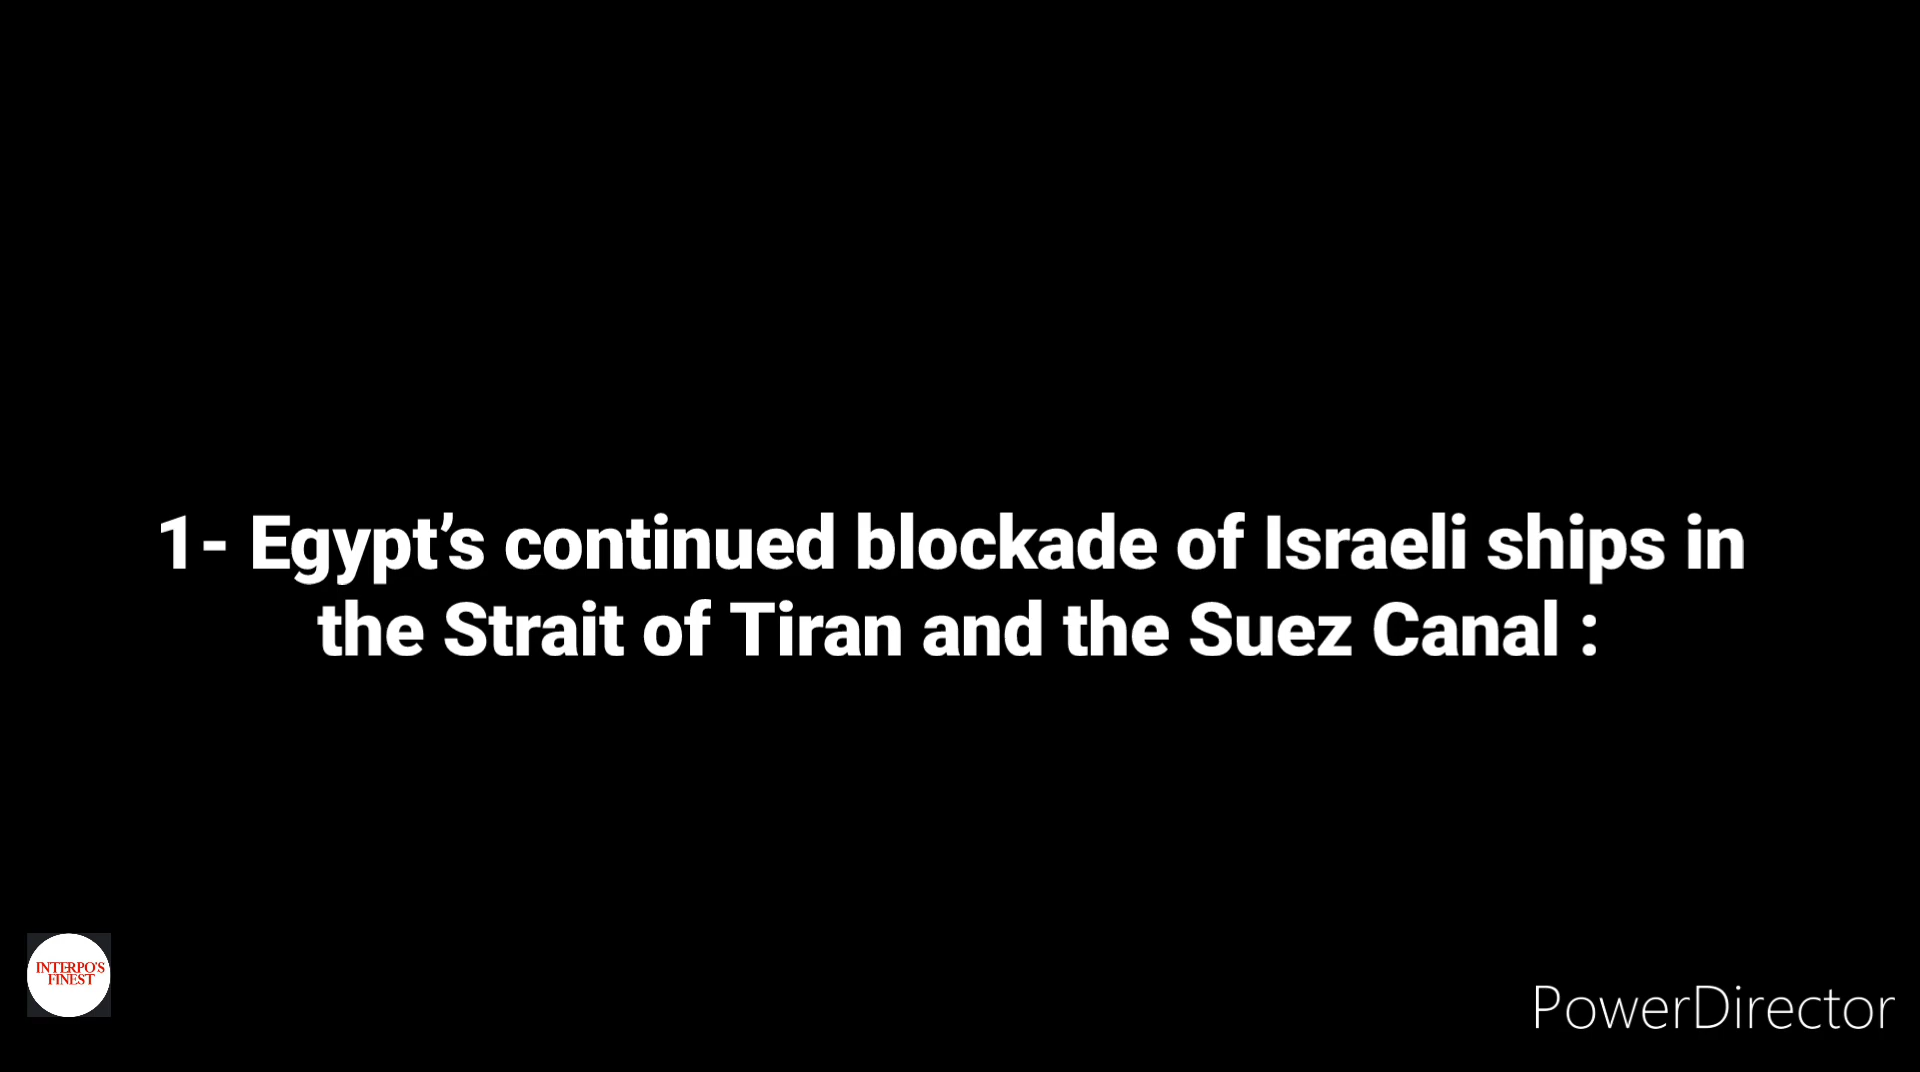 1- Egypt’s continued blockade of Israeli ships in
the Strait of Tiran and the Suez Canal :
INTERPO'S
FINEST
PowerDirector